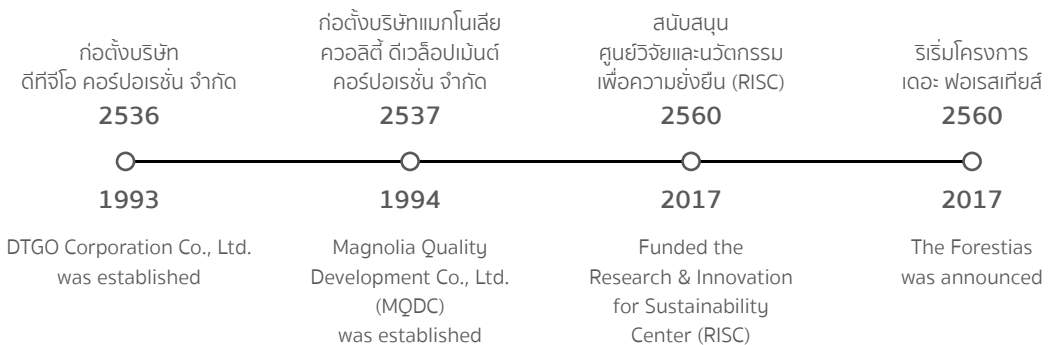 ก่อตั้งบริษัท
ดีทีจีโอ คอร์ปอเรชั่น จำกัด
2536
1993
DTGO Corporation Co., Ltd.
was established
ก่อตั้งบริษัทแมกโนเลีย
ควอลิตี้ ดีเวล็อปเม้นต์
คอร์ปอเรชั่น จำกัด
2537
1994
Magnolia Quality
Development Co., Ltd.
(MQDC)
was established
สนับสนุน
ศูนย์วิจัยและนวัตกรรม
เพื่อความยั่งยืน (RISC)
2560
2017
Funded the
Research & Innovation
for Sustainability
Center (RISC)
ริเริ่มโครงการ
เดอะ ฟอเรสเทียส์
2560
2017
The Forestias
was announced